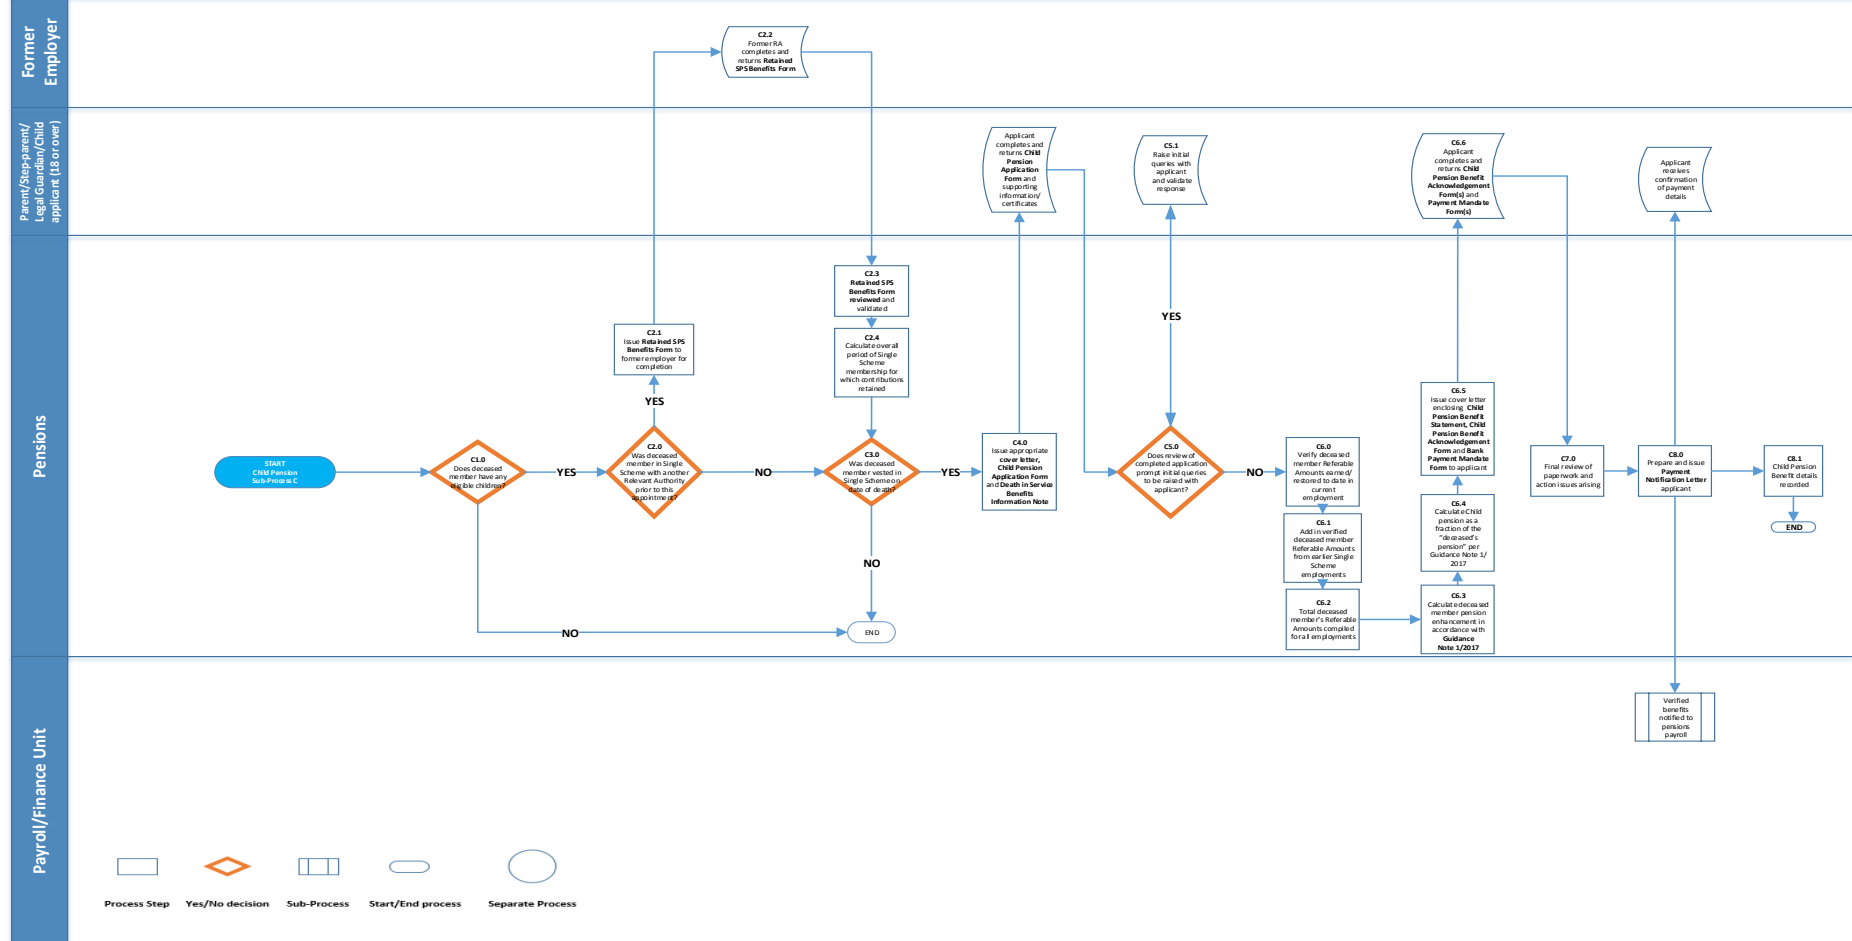 Former
Employer
C2.2
Former RA
completes and
returns Retained
SPS Benefits Form
Parent/Step-parent/
Legal Guardian/Child
applicant (18 or over)
Applicant
completes and
returns Child
Pension
Application
Form and
supporting
information/
certificates
C5.1
Raise initial
queries with
applicant
and validate
response
C6.6
Applicant
completes and
returns Child
Pension Benefit
Acknowledgement
Form(s) and
Payment Mandate
Form(s)
Applicant
receives
confirmation
of payment
details
Pensions
START
Child Pension
Sub-Process C
C1.0
Does deceased
member have any
eligible children?
YES
NO
C2.0
Was deceased
member in Single
Scheme with another
Relevant Authority
prior to this
appointment?
YES
NO
C2.1
Issue Retained SPS
Benefits Form to
former employer for
completion
C2.3
Retained SPS
Benefits Form
reviewed and
validated
C2.4
Calculate overall
period of Single
Scheme
membership for
which contributions
retained
C3.0
Was deceased
member vested in
Single Scheme on
date of death?
YES
NO
END
C4.0
Issue appropriate
cover letter,
Child Pension
Application Form
and Death in Service
Benefits
Information Note
YES
C5.0
Does review of
completed application
prompt initial queries
to be raised with
applicant?
NO
C6.0
Verify deceased
member Referable
Amounts earned/
restored to date in
current
employment
C6.1
Add in verified
deceased member
Referable Amounts
from earlier Single
Scheme
employments
C6.2
Total deceased
member's Referable
Amounts compiled
for all employments
C6.5
Issue cover letter
enclosing Child
Pension Benefit
Statement, Child
Pension Benefit
Acknowledgement
Form and Bank
Payment Mandate
Form to applicant
C6.4
Calculate Child
pension as a
fraction of the
"deceased's
pension" per
Guidance Note 1/
2017
C6.3
Calculate deceased
member pension
enhancement in
accordance with
Guidance
Note 1/2017
C7.0
Final review of
paperwork and
action issues arising
C8.0
Prepare and issue
Payment
Notification Letter
applicant
C8.1
Child Pension
Benefit details
recorded
END
Payroll/Finance Unit
Verified
benefits
notified to
pensions
payroll
Process Step
Yes/No decision
Sub-Process
Start/End process
Separate Process